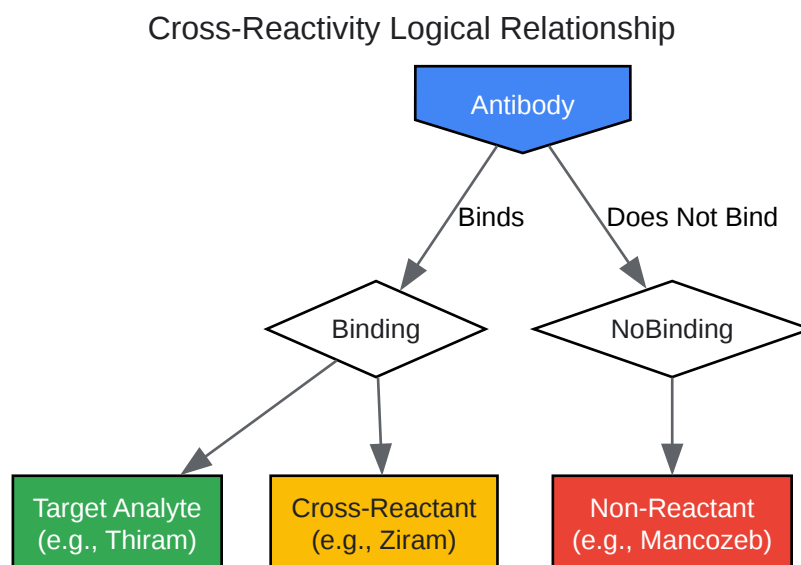 Cross-Reactivity Logical Relationship
Antibody
Binds
Does Not Bind
Binding
NoBinding
Target Analyte
(e.g., Thiram)
Cross-Reactant
(e.g., Ziram)
Non-Reactant
(e.g., Mancozeb)